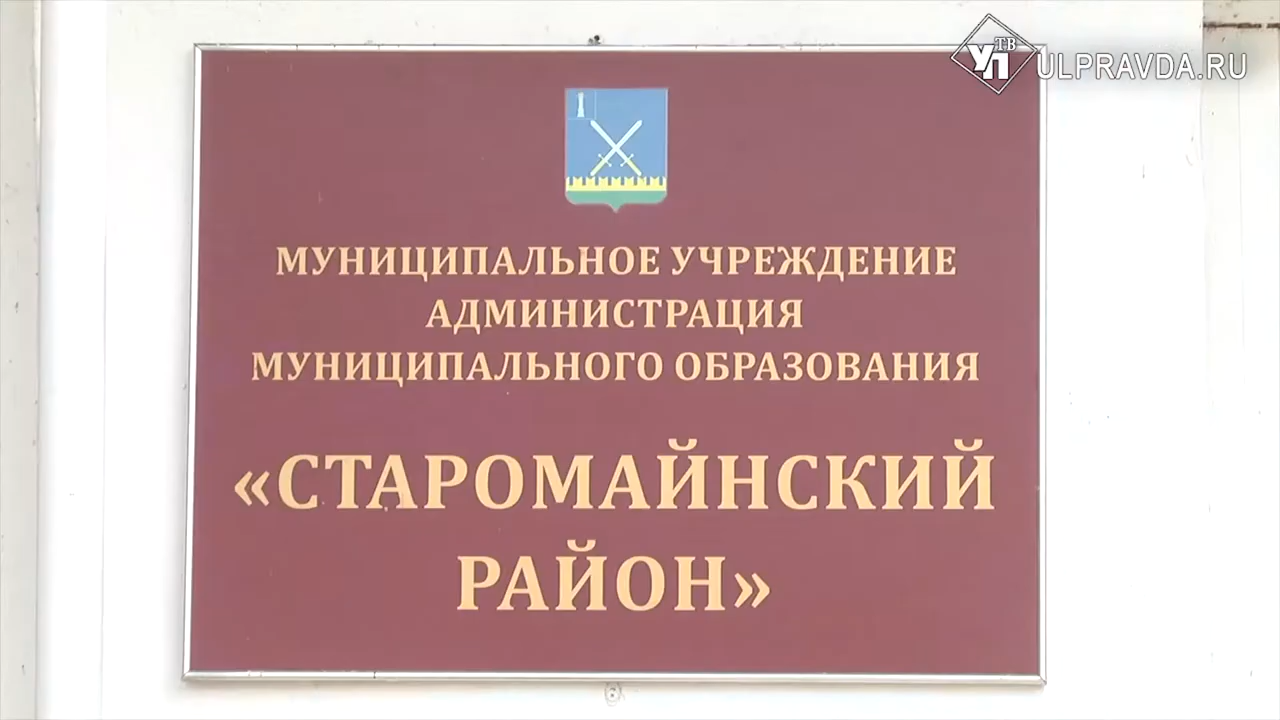 УП ТВ ULPRAVDA.RU
МУНИЦИПАЛЬНОЕ УЧРЕЖДЕНИЕ
АДМИНИСТРАЦИЯ
МУНИЦИПАЛЬНОГО ОБРАЗОВАНИЯ
«СТАРОМАЙНСКИЙ
РАЙОН»